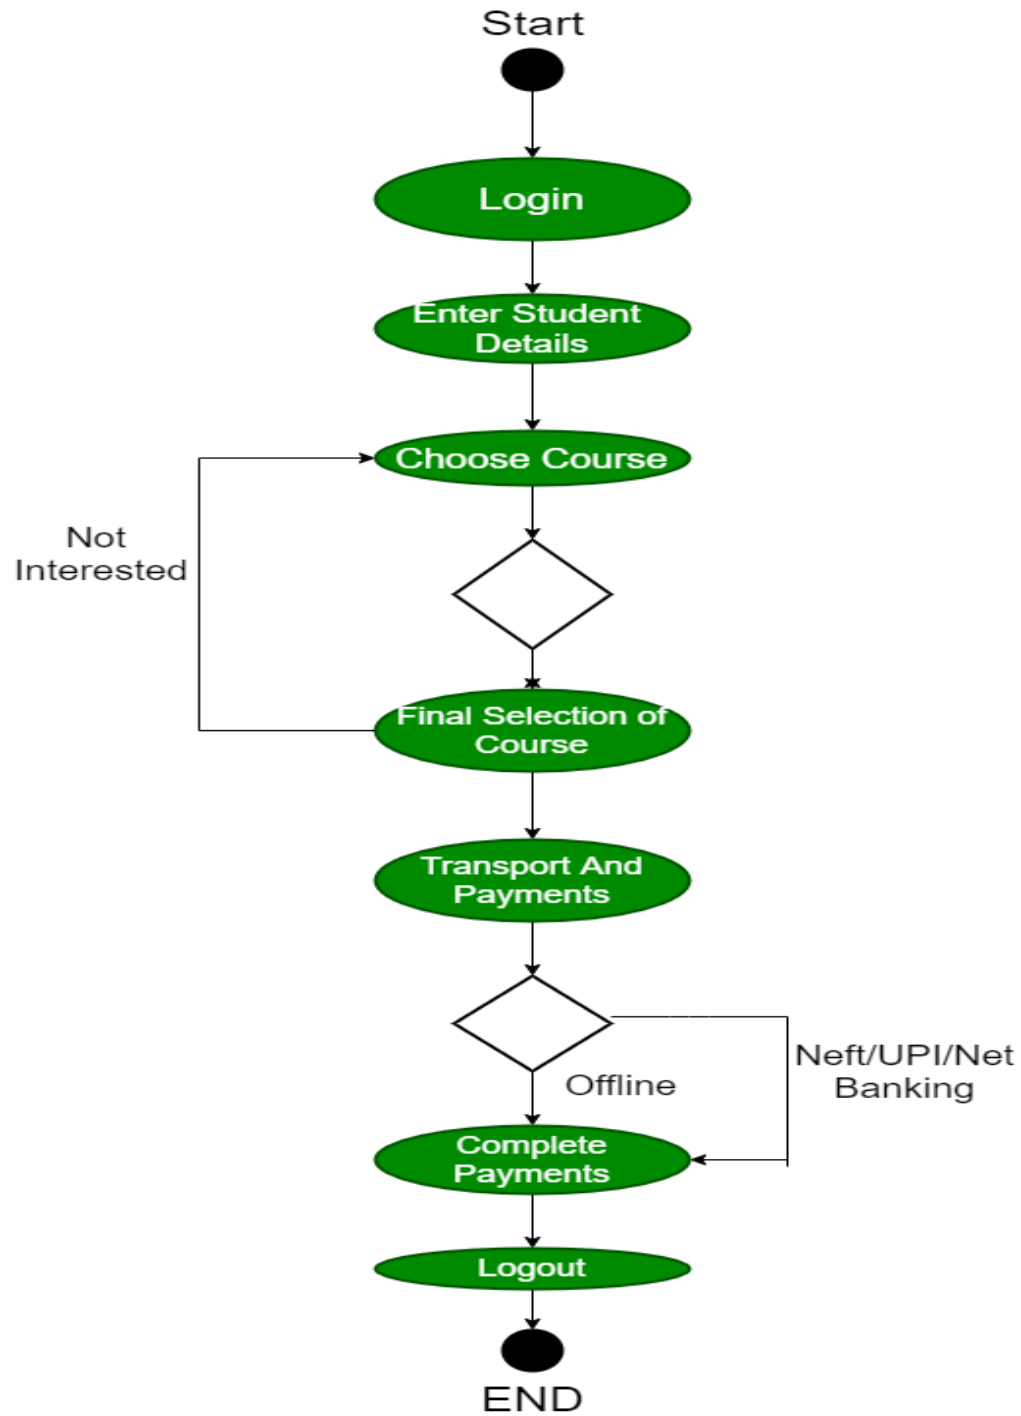 Start
Login
Enter Student
Details
Choose Course
Not
Interested
Final Selection of
Course
Transport And
Payments
Neft/UPI/Net
Banking
Offline
Complete
Payments
Logout
END